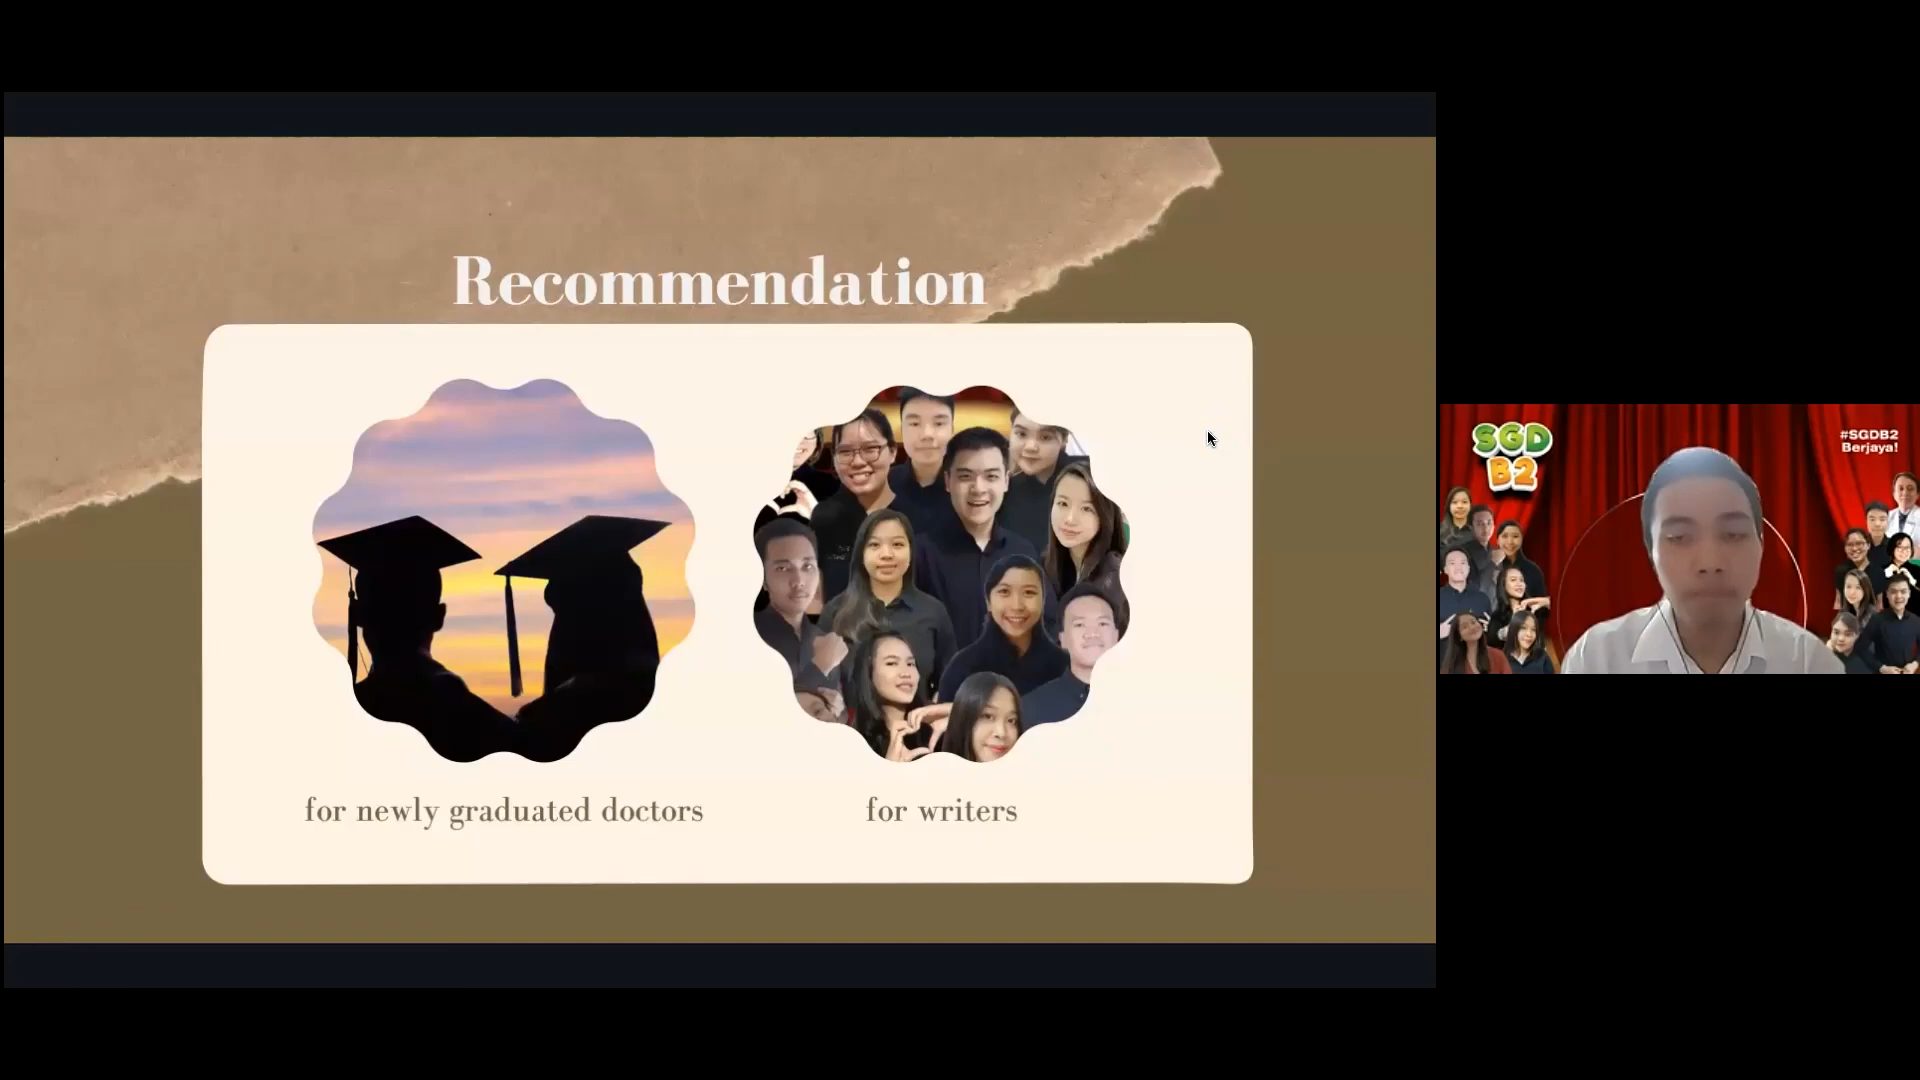 Recommendation
for newly graduated doctors
for writers
SGD
B2
#SGDB2
Berjaya!